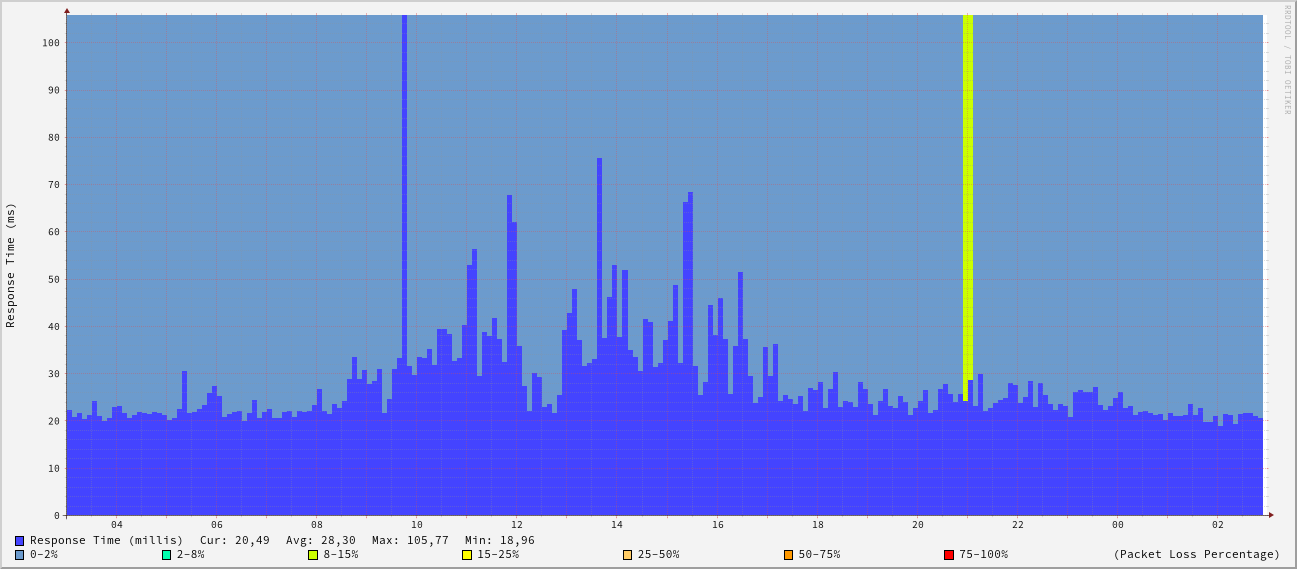 RRDTOOL / TOBI OETIKER
Response Time (ms)
100
90
80
70
60
50
40
30
20
10
0
04 06 08 10 12 14 16 18 20 22 00 02
Response Time (millis) Cur: 20,49 Avg: 28,30 Max: 105,77 Min: 18,96
0-2% 2-8% 8-15% 15-25% 25-50% 50-75% 75-100% (Packet Loss Percentage)